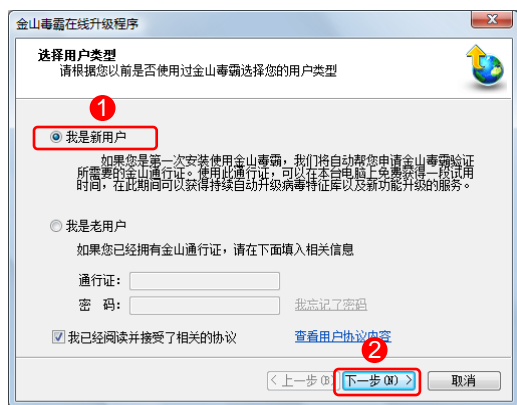 金山毒霸在线升级程序
选择用户类型
请根据您以前是否使用过金山毒霸选择您的用户类型
1
我是新用户
如果您是第一次安装使用金山毒霸，我们将自动帮您申请金山毒霸验证
所需要的金山通行证。使用此通行证，可以在本台电脑上免费获得一段试用
时间，在此期间可以获得持续自动升级病毒特征库以及新功能升级的服务。
我是老用户
如果您已经拥有金山通行证，请在下面填入相关信息
通行证：
密 码：
我忘记了密码
我已经阅读并接受了相关的协议
查看用户协议内容
2
<上一步(B)
下一步(N) >
取消